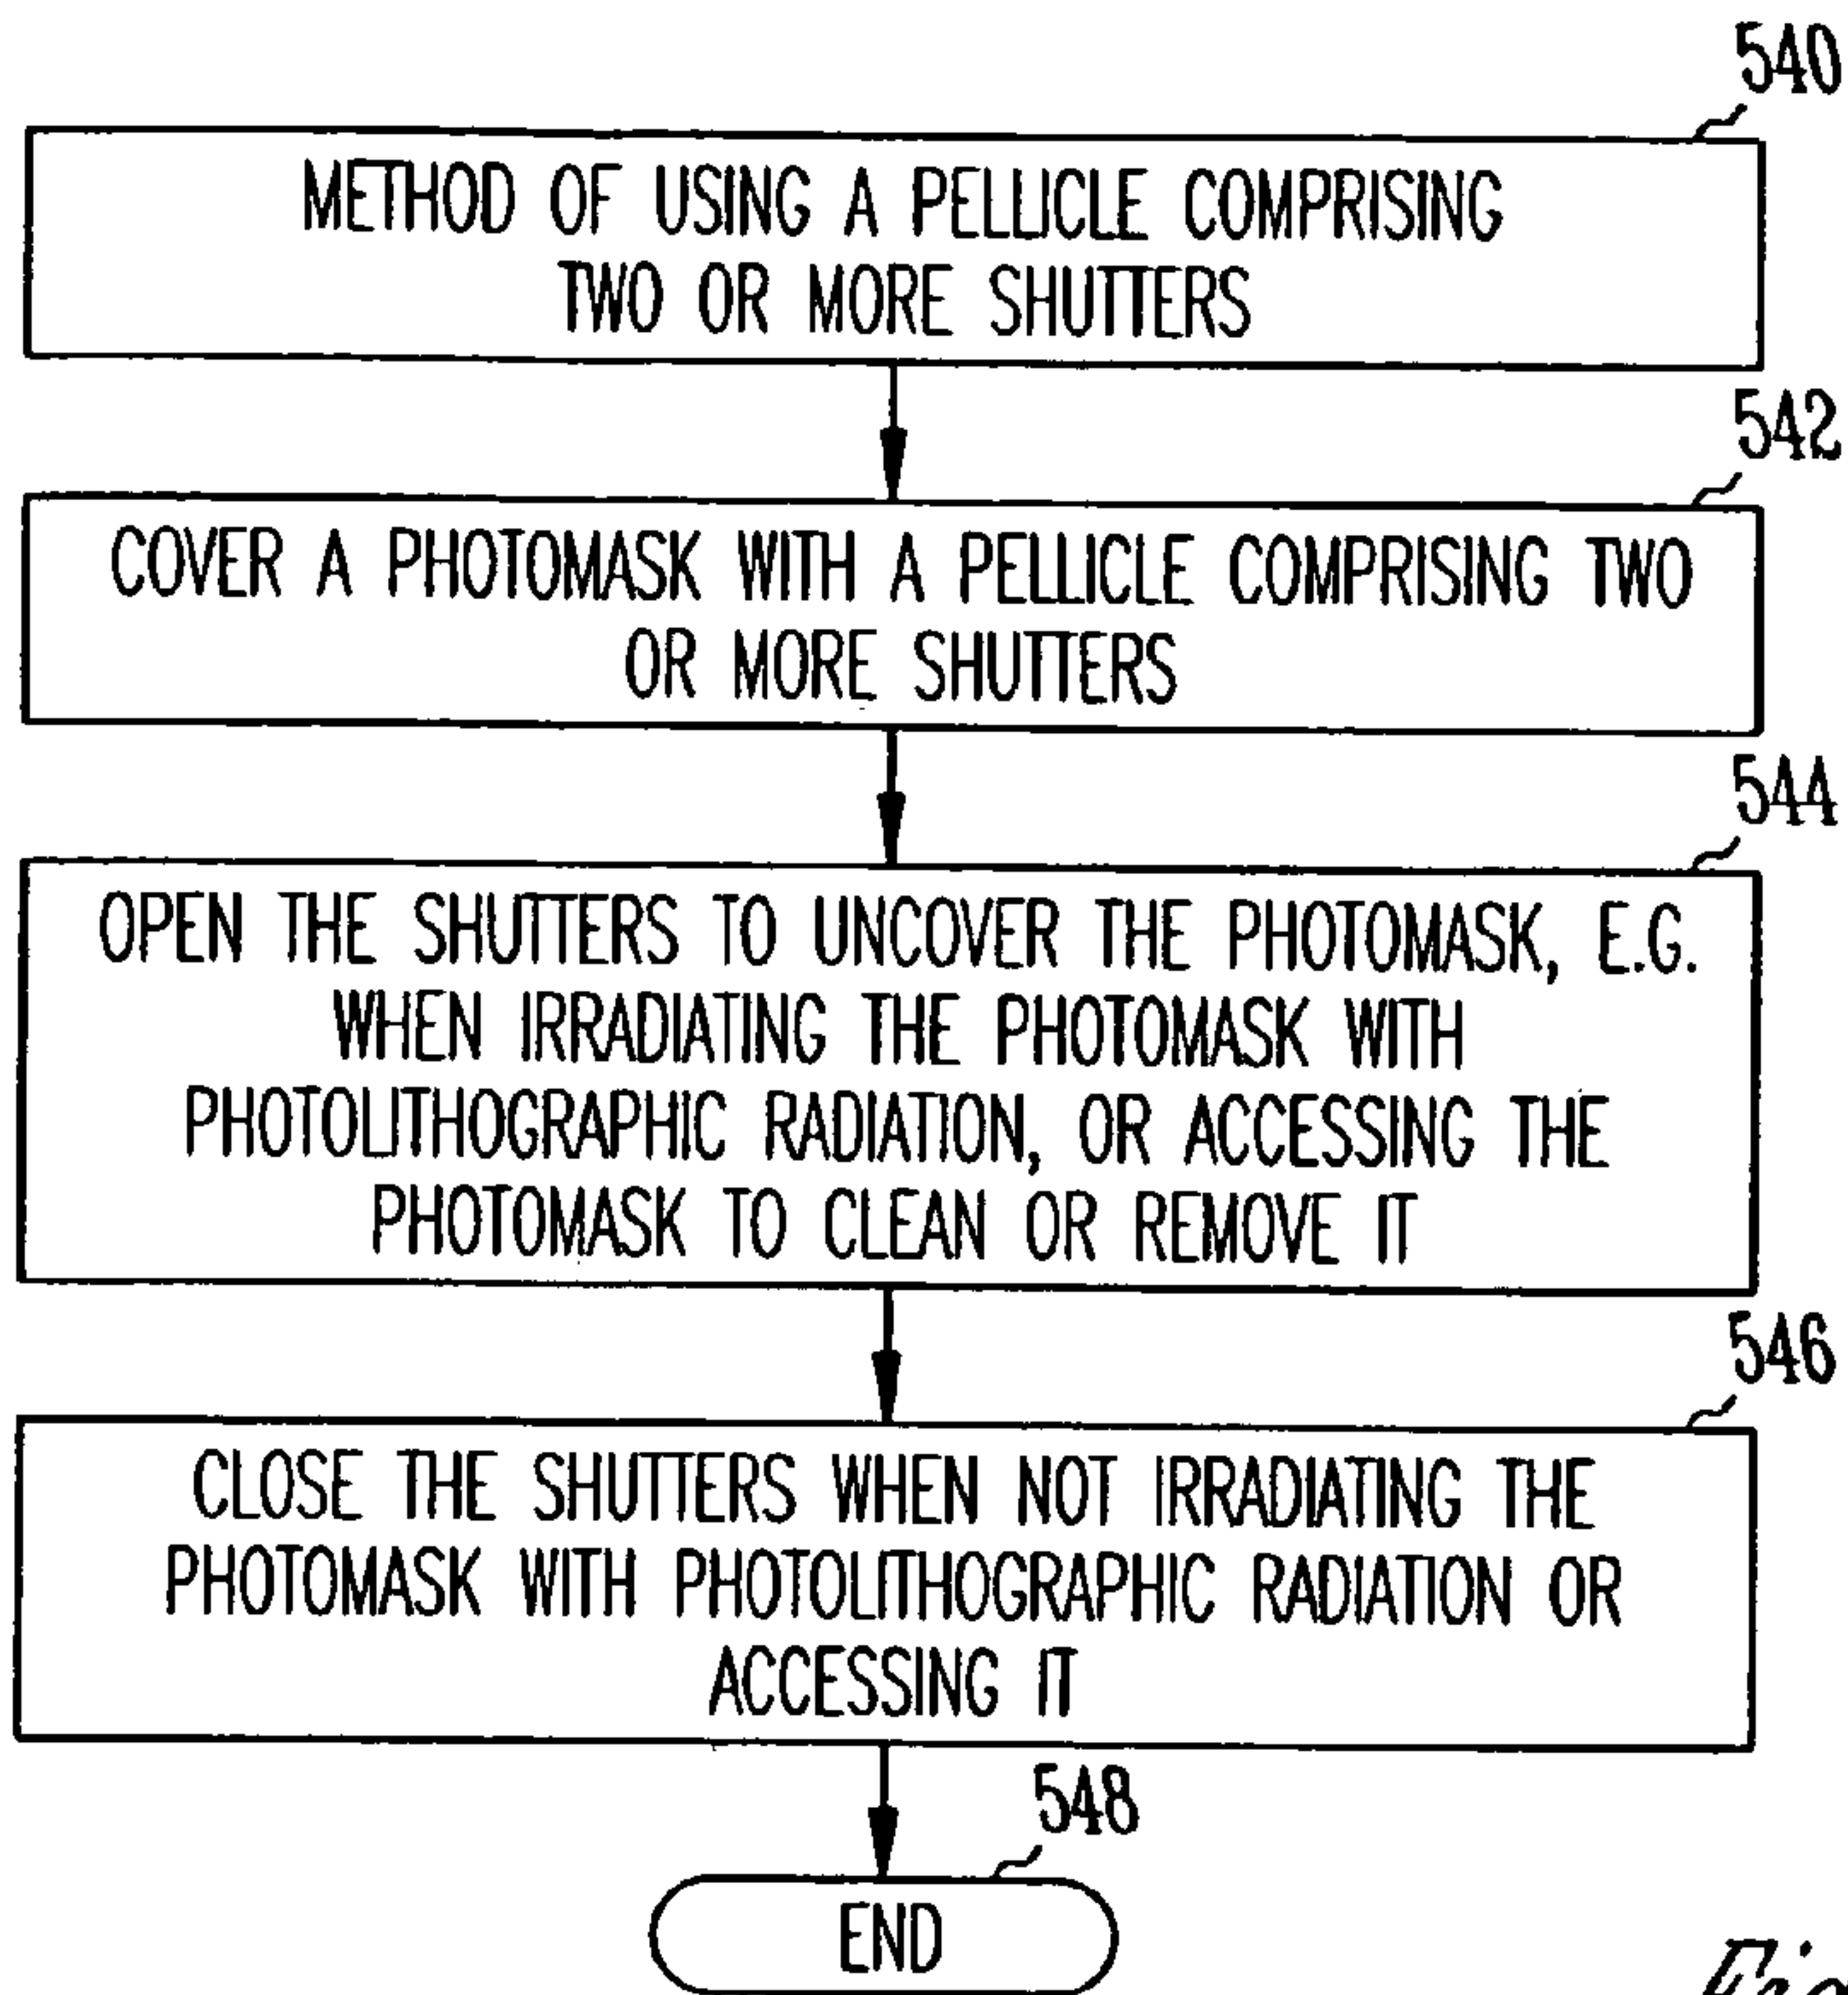 540
METHOD OF USING A PELLICLE COMPRISING
TWO OR MORE SHUTTERS
542
COVER A PHOTOMASK WITH A PELLICLE COMPRISING TWO
OR MORE SHUTTERS
544
OPEN THE SHUTTERS TO UNCOVER THE PHOTOMASK, E.G.
WHEN IRRADIATING THE PHOTOMASK WITH
PHOTOLITHOGRAPHIC RADIATION, OR ACCESSING THE
PHOTOMASK TO CLEAN OR REMOVE IT
546
CLOSE THE SHUTTERS WHEN NOT IRRADIATING THE
PHOTOMASK WITH PHOTOLITHOGRAPHIC RADIATION OR
ACCESSING IT
548
END